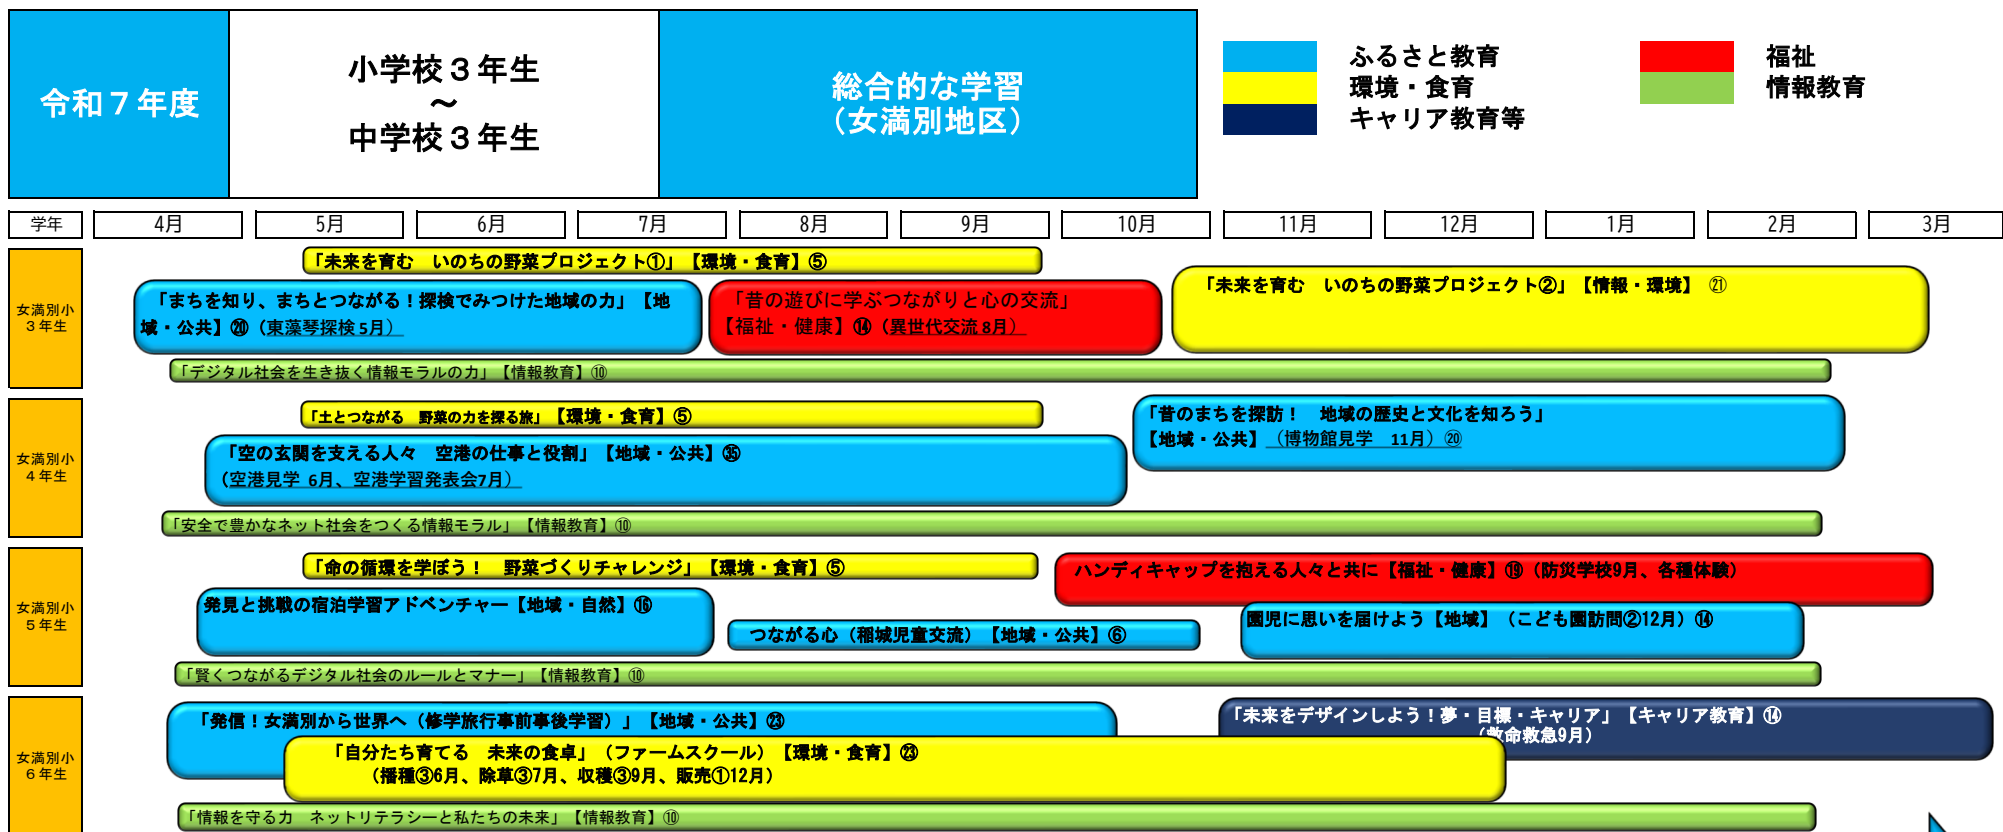 令和７年度
小学校３年生
～
中学校３年生
総合的な学習
（女満別地区）
ふるさと教育
環境・食育
キャリア教育等
福祉
情報教育
学年
4月
5月
6月
7月
8月
9月
10月
11月
12月
1月
2月
3月
女満別小
３年生
「未来を育む　いのちの野菜プロジェクト①」【環境・食育】⑤
「まちを知り、まちとつながる！探検でみつけた地域の力」【地
域・公共】⑳（東藻琴探検 5月）
「昔の遊びに学ぶつながりと心の交流」
【福祉・健康】⑭（異世代交流 8月）
「未来を育む　いのちの野菜プロジェクト②」【情報・環境】 ㉑
「デジタル社会を生き抜く情報モラルの力」【情報教育】⑩
女満別小
４年生
「土とつながる　野菜の力を探る旅」【環境・食育】⑤
「空の玄関を支える人々　空港の仕事と役割」【地域・公共】㉟
（空港見学 6月、空港学習発表会7月）
「昔のまちを探訪！　地域の歴史と文化を知ろう」
【地域・公共】（博物館見学　11月）⑳
「安全で豊かなネット社会をつくる情報モラル」【情報教育】⑩
女満別小
５年生
「命の循環を学ぼう！　野菜づくりチャレンジ」【環境・食育】⑤
発見と挑戦の宿泊学習アドベンチャー【地域・自然】⑯
つながる心（稲城児童交流）【地域・公共】⑥
ハンディキャップを抱える人々と共に【福祉・健康】⑲（防災学校9月、各種体験）
園児に思いを届けよう【地域】（こども園訪問②12月）⑭
「賢くつながるデジタル社会のルールとマナー」【情報教育】⑩
女満別小
６年生
「発信！女満別から世界へ（修学旅行事前事後学習）」【地域・公共】㉓
「自分たち育てる　未来の食卓」（ファームスクール）【環境・食育】㉓
（播種③6月、除草③7月、収穫③9月、販売①12月）
「未来をデザインしよう！夢・目標・キャリア」【キャリア教育】⑭
（救命救急9月）
「情報を守る力　ネットリテラシーと私たちの未来」【情報教育】⑩